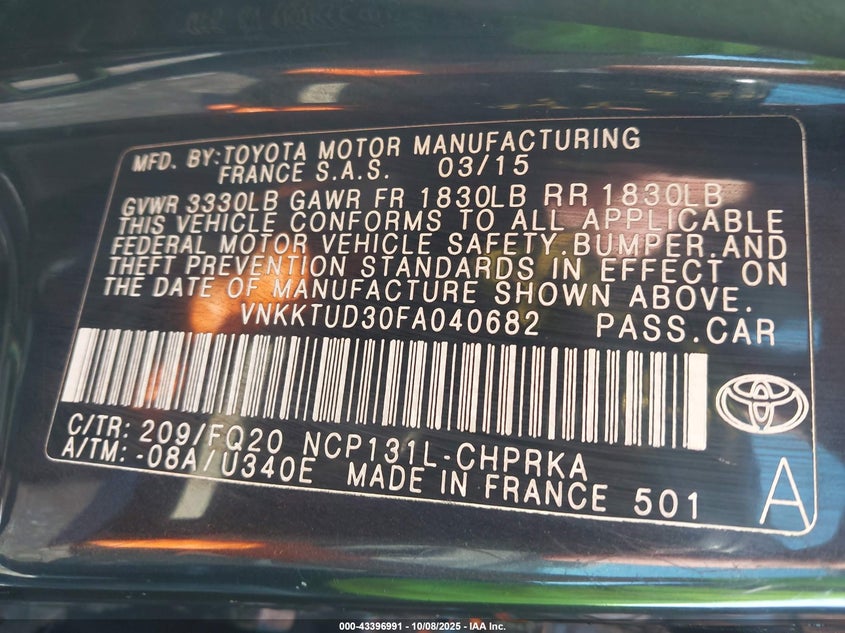 MFD. BY:TOYOTA MOTOR MANUFACTURING
FRANCE S.A.S. 03/15
GVWR 3330LB GAWR FR 1830LB RR 1830LB
THIS VEHICLE CONFORMS TO ALL APPLICABLE
FEDERAL MOTOR VEHICLE SAFETY,BUMPER,AND
THEFT PREVENTION STANDARDS IN EFFECT ON
THE DATE OF MANUFACTURE SHOWN ABOVE.
VNKKTUD30FA040682 PASS.CAR
C/TR: 209/FQ20 NCP131L-CHPRKA
A/TM: -08A/U340E MADE IN FRANCE 501
A
000-43396991 - 10/08/2025 - IAA Inc.